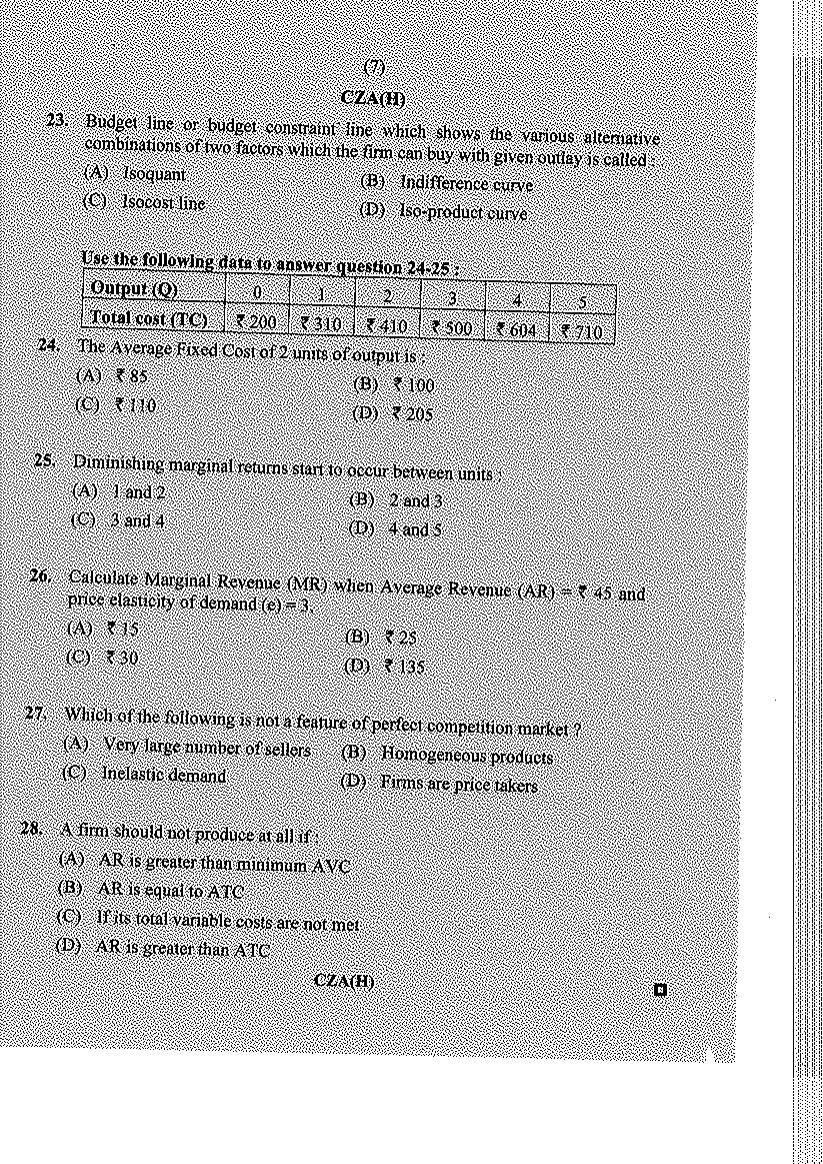 (7)
CZA(H)
23. Budget line or budget constraint line which shows the various alternative
combinations of two factors which the firm can buy with given outlay is called :
(A) Isoquant (B) Indifference curve
(C) Isocost line (D) Iso-product curve
Use the following data to answer question 24-25 :
Output (Q) 0 1 2 3 4 5
Total cost (TC) ₹ 200 ₹ 310 ₹ 410 ₹ 500 ₹ 604 ₹ 710
24. The Average Fixed Cost of 2 units of output is :
(A) ₹ 85 (B) ₹ 100
(C) ₹ 110 (D) ₹ 205
25. Diminishing marginal returns start to occur between units :
(A) 1 and 2 (B) 2 and 3
(C) 3 and 4 (D) 4 and 5
26. Calculate Marginal Revenue (MR) when Average Revenue (AR) = ₹ 45 and
price elasticity of demand (e) = 3.
(A) ₹ 15 (B) ₹ 25
(C) ₹ 30 (D) ₹ 135
27. Which of the following is not a feature of perfect competition market ?
(A) Very large number of sellers (B) Homogeneous products
(C) Inelastic demand (D) Firms are price takers
28. A firm should not produce at all if :
(A) AR is greater than minimum AVC
(B) AR is equal to ATC
(C) If its total variable costs are not met
(D) AR is greater than ATC
CZA(H)